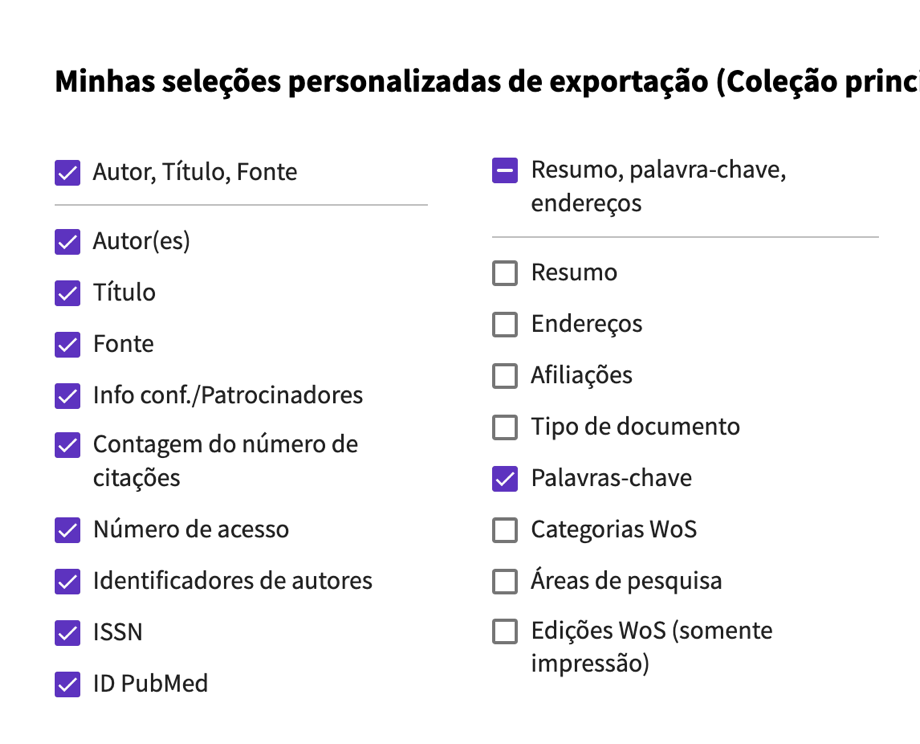 Minhas seleções personalizadas de exportação (Coleção princi
Autor, Título, Fonte
Autor(es)
Título
Fonte
Info conf./Patrocinadores
Contagem do número de
citações
Número de acesso
Identificadores de autores
ISSN
ID PubMed
Resumo, palavra-chave,
endereços
Resumo
Endereços
Afiliações
Tipo de documento
Palavras-chave
Categorias WoS
Áreas de pesquisa
Edições WoS (somente
impressão)